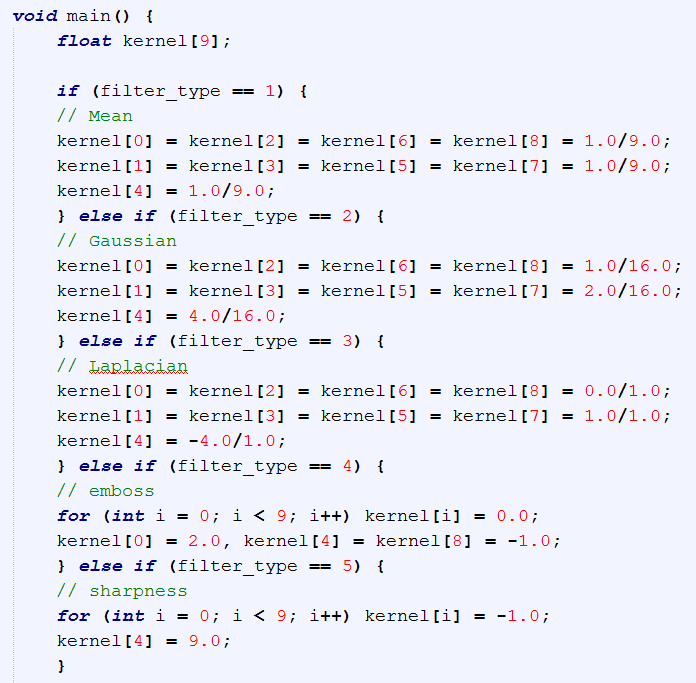 void main() {
    float kernel[9];

    if (filter_type == 1) {
    // Mean
    kernel[0] = kernel[2] = kernel[6] = kernel[8] = 1.0/9.0;
    kernel[1] = kernel[3] = kernel[5] = kernel[7] = 1.0/9.0;
    kernel[4] = 1.0/9.0;
    } else if (filter_type == 2) {
    // Gaussian
    kernel[0] = kernel[2] = kernel[6] = kernel[8] = 1.0/16.0;
    kernel[1] = kernel[3] = kernel[5] = kernel[7] = 2.0/16.0;
    kernel[4] = 4.0/16.0;
    } else if (filter_type == 3) {
    // Laplacian
    kernel[0] = kernel[2] = kernel[6] = kernel[8] = 0.0/1.0;
    kernel[1] = kernel[3] = kernel[5] = kernel[7] = 1.0/1.0;
    kernel[4] = -4.0/1.0;
    } else if (filter_type == 4) {
    // emboss
    for (int i = 0; i < 9; i++) kernel[i] = 0.0;
    kernel[0] = 2.0, kernel[4] = kernel[8] = -1.0;
    } else if (filter_type == 5) {
    // sharpness
    for (int i = 0; i < 9; i++) kernel[i] = -1.0;
    kernel[4] = 9.0;
    }